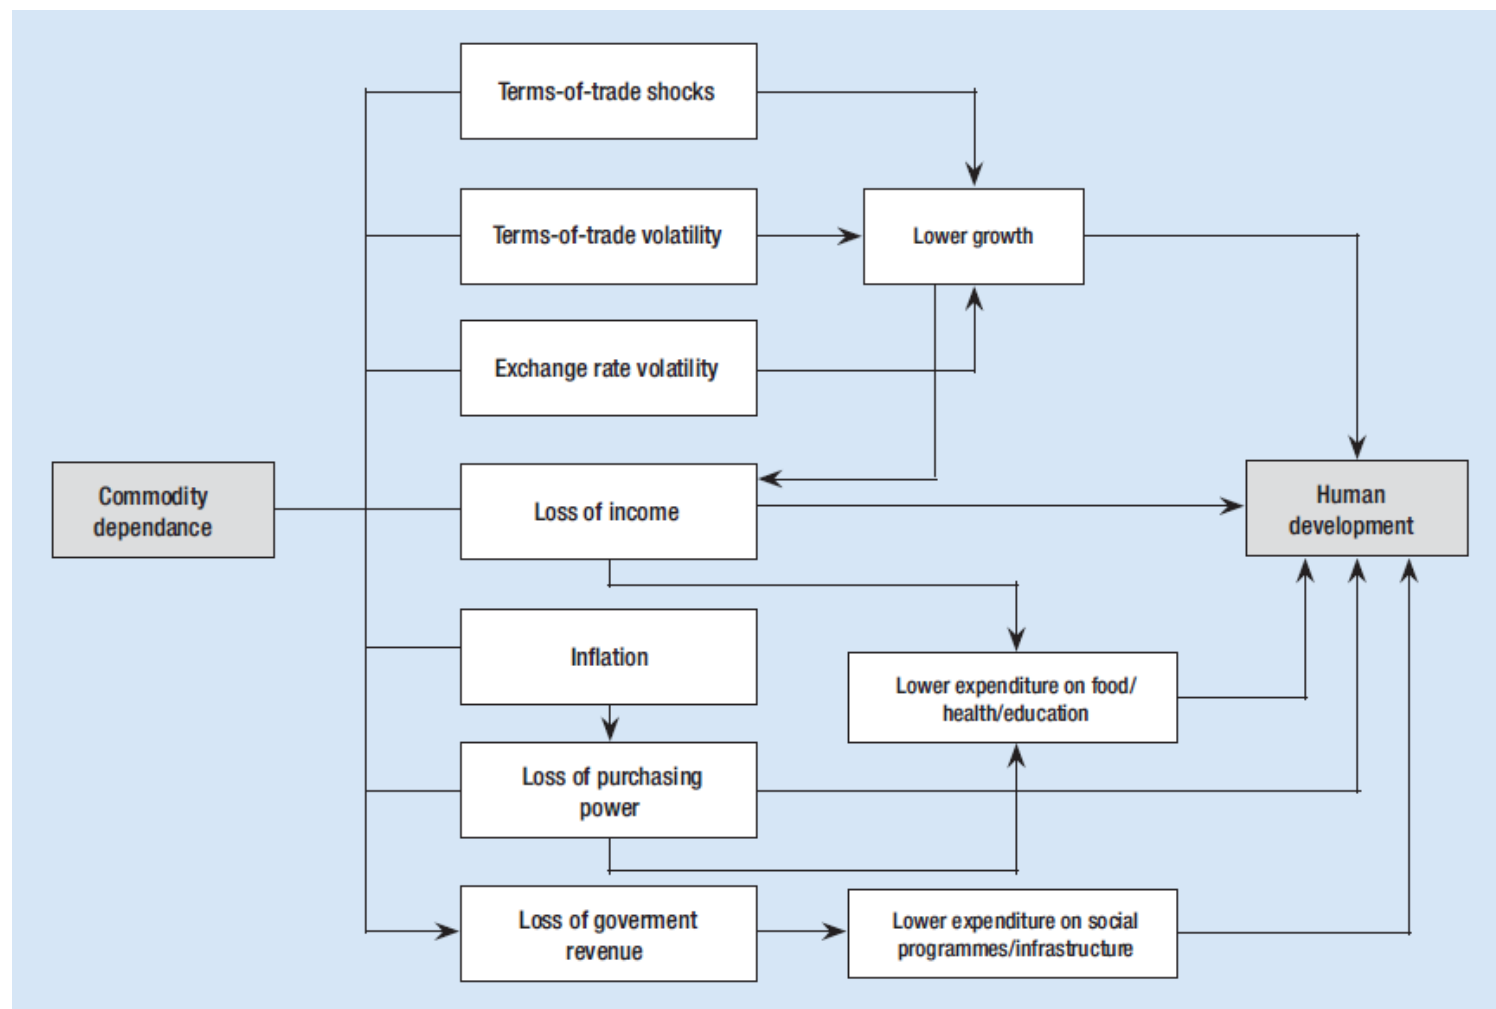 Terms-of-trade shocks
Terms-of-trade volatility
Lower growth
Exchange rate volatility
Commodity
dependance
Loss of income
Human
development
Inflation
Lower expenditure on food/
health/education
Loss of purchasing
power
Loss of goverment
revenue
Lower expenditure on social
programmes/infrastructure